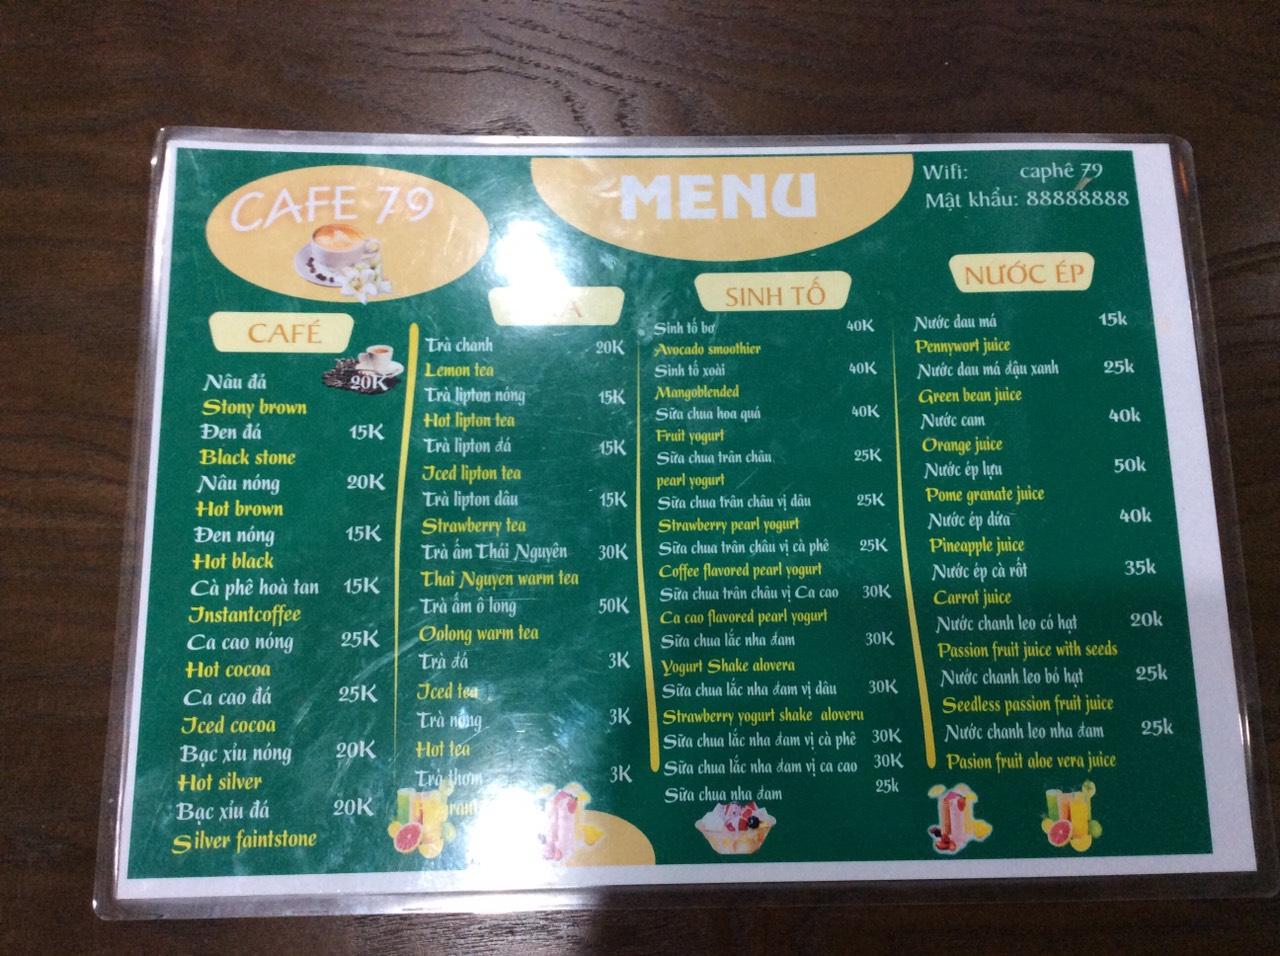 CAFE 79
MENU
Wifi: caphê 79
Mật khẩu: 88888888
CAFÉ
Nâu đá 20K
Stony brown
Đen đá 15K
Black stone
Nâu nóng 20K
Hot brown
Đen nóng 15K
Hot black
Cà phê hoà tan 15K
Instantcoffee
Ca cao nóng 25K
Hot cocoa
Ca cao đá 25K
Iced cocoa
Bạc xỉu nóng 20K
Hot silver
Bạc xỉu đá 20K
Silver faintstone
Trà chanh 20K
Lemon tea
Trà lipton nóng 15K
Hot lipton tea
Trà lipton đá 15K
Iced lipton tea
Trà lipton dâu 15K
Strawberry tea
Trà ấm Thái Nguyên 30K
Thai Nguyen warm tea
Trà ấm ô long 50K
Oolong warm tea
Trà đá 3K
Iced tea
Trà nóng 3K
Hot tea
Trà thơm 3K
SINH TỐ
Sinh tố bơ 40K
Avocado smoothier
Sinh tố xoài 40K
Mangoblended
Sữa chua hoa quả 40K
Fruit yogurt
Sữa chua trân châu 25K
pearl yogurt
Sữa chua trân châu vị dâu 25K
Strawberry pearl yogurt
Sữa chua trân châu vị cà phê 25K
Coffee flavored pearl yogurt
Sữa chua trân châu vị Ca cao 30K
Ca cao flavored pearl yogurt
Sữa chua lắc nha đam 30K
Yogurt Shake alovera
Sữa chua lắc nha đam vị dâu 30K
Strawberry yogurt shake aloveru
Sữa chua lắc nha đam vị cà phê 30K
Sữa chua lắc nha đam vị ca cao 30K
Sữa chua nha đam 25k
NƯỚC ÉP
Nước dau má 15k
Pennywort juice
Nước dau má đậu xanh 25k
Green bean juice
Nước cam 40k
Orange juice
Nước ép lựu 50k
Pome granate juice
Nước ép dứa 40k
Pineapple juice
Nước ép cà rốt 35k
Carrot juice
Nước chanh leo có hạt 20k
Passion fruit juice with seeds
Nước chanh leo bỏ hạt 25k
Seedless passion fruit juice
Nước chanh leo nha đam 25k
Pasion fruit aloe vera juice